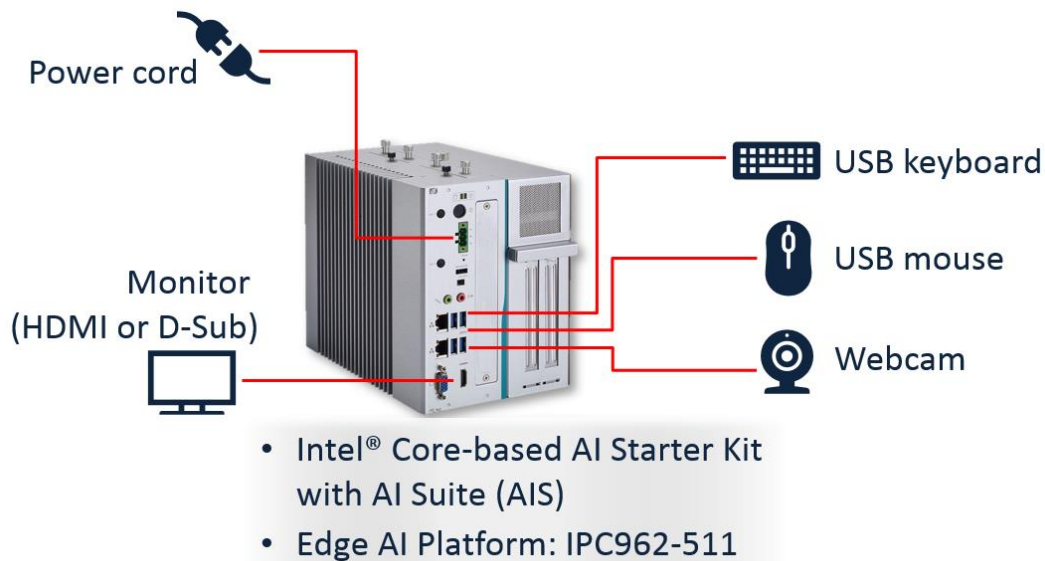 Power cord
USB keyboard
USB mouse
Monitor
(HDMI or D-Sub)
Webcam
• Intel® Core-based AI Starter Kit
with AI Suite (AIS)
• Edge AI Platform: IPC962-511